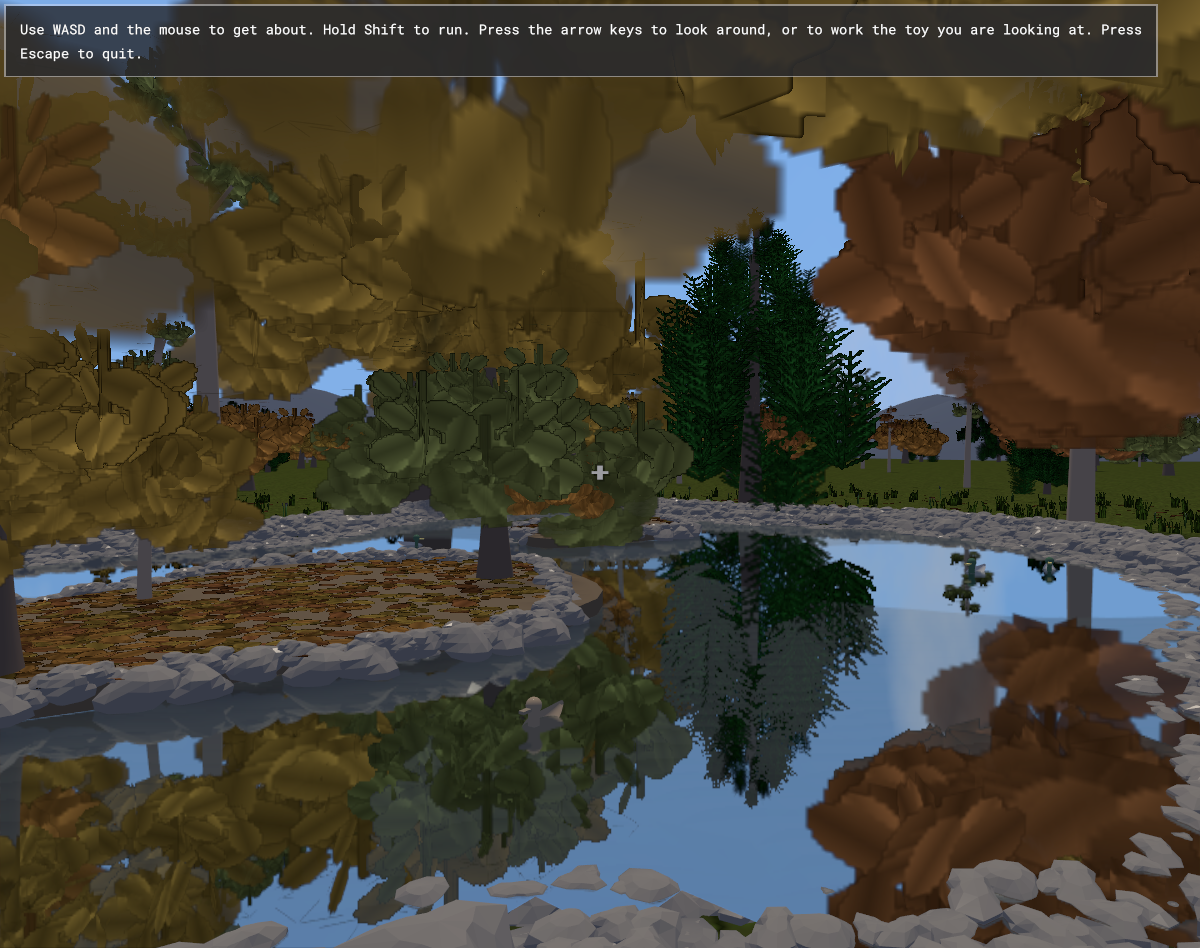 Use WASD and the mouse to get about. Hold Shift to run. Press the arrow keys to look around, or to work the toy you are looking at. Press
Escape to quit.